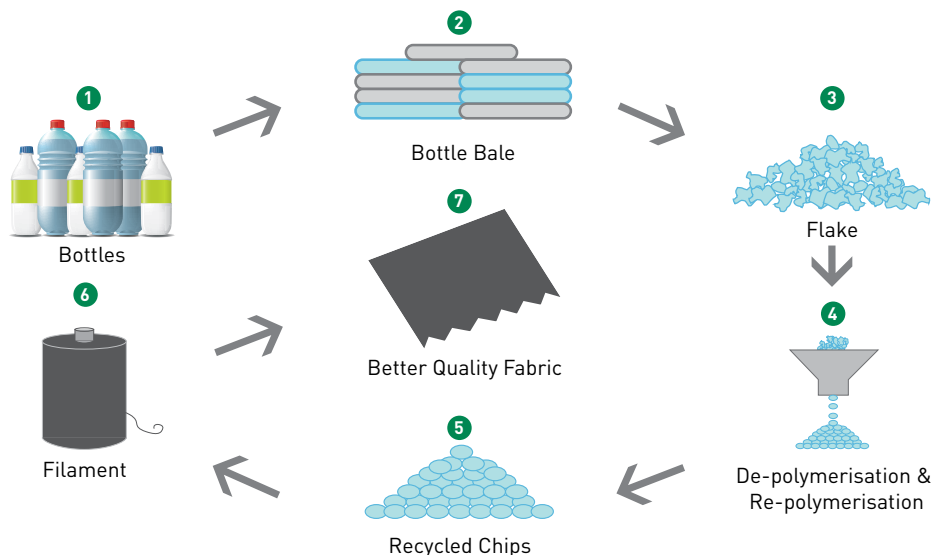 1
Bottles
2
Bottle Bale
3
Flake
4
De-polymerisation &
Re-polymerisation
5
Recycled Chips
6
Filament
7
Better Quality Fabric